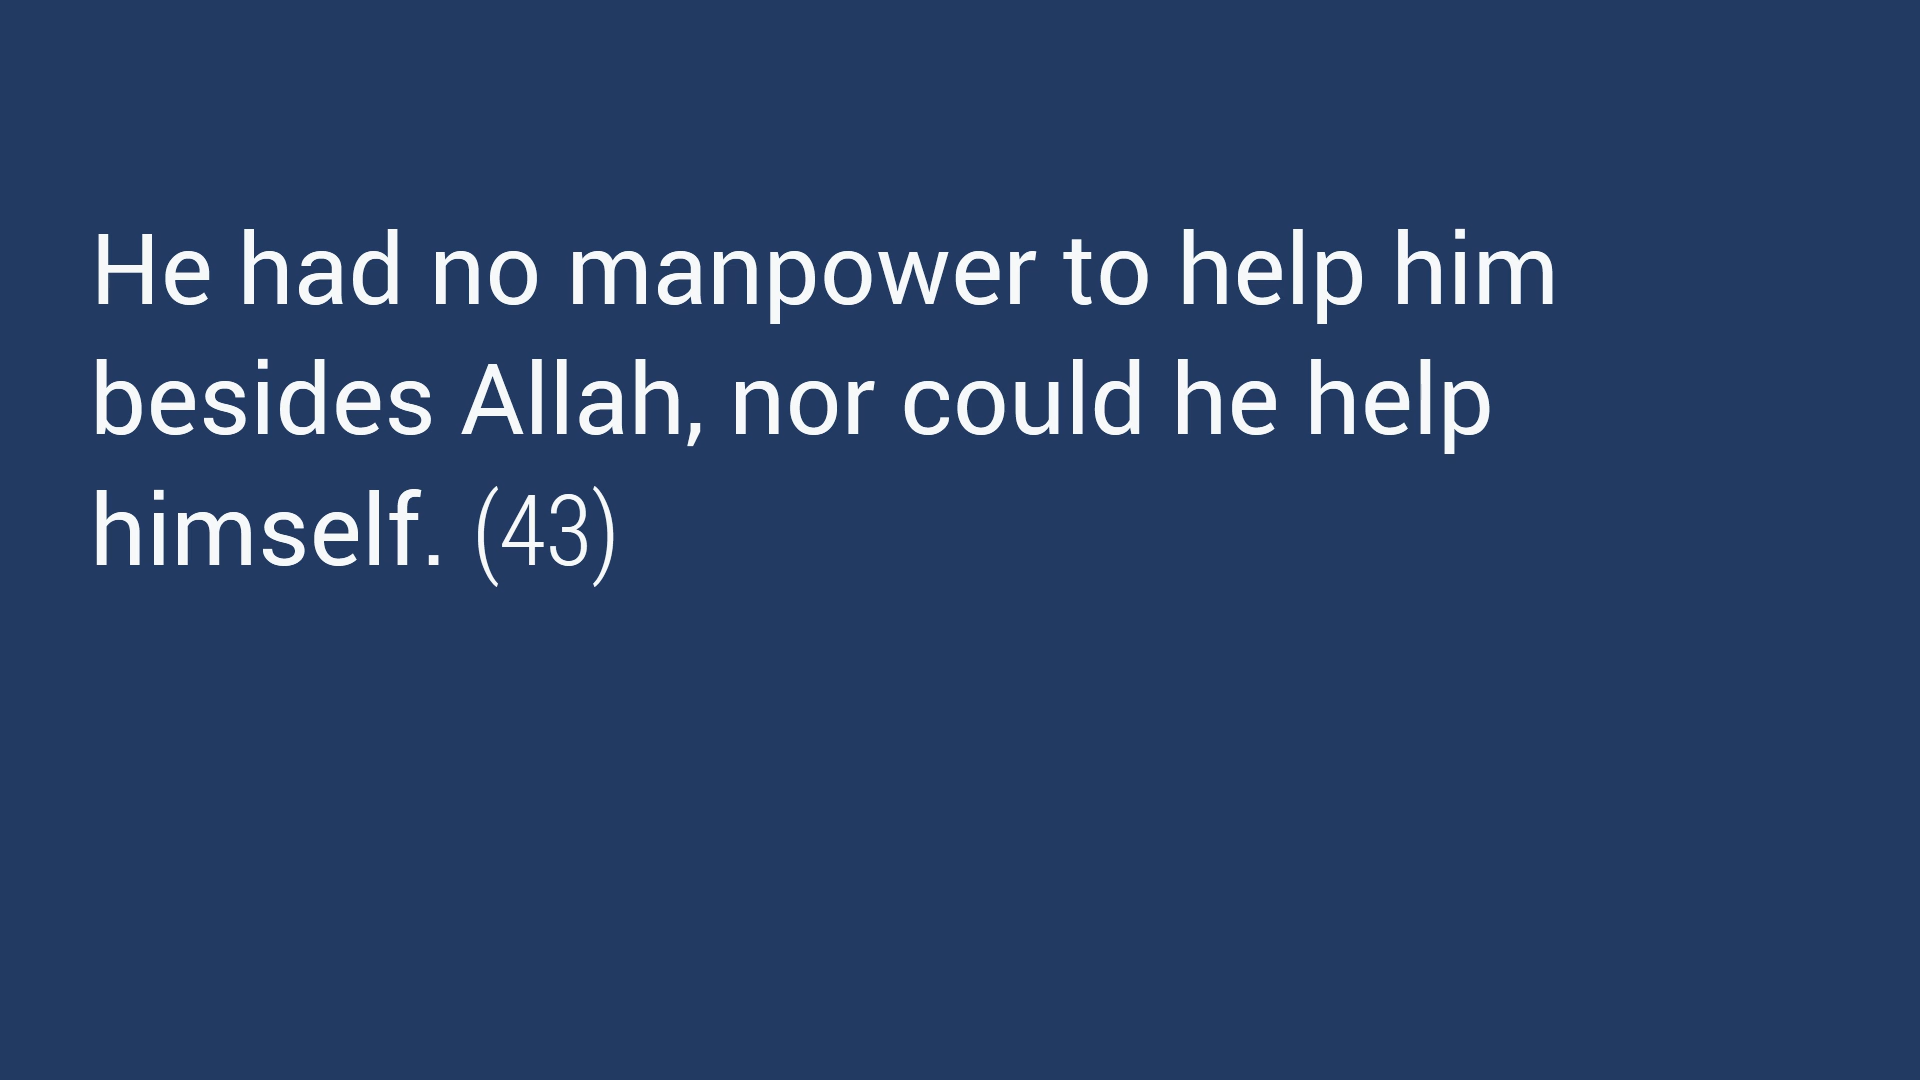 He had no manpower to help him
besides Allah, nor could he help
himself. (43)